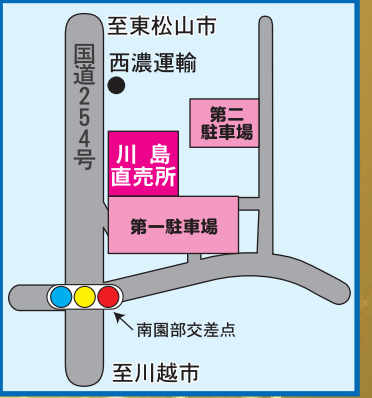 至東松山市
西濃運輸
国道254号
第二
駐車場
川島
直売所
第一駐車場
南園部交差点
至川越市